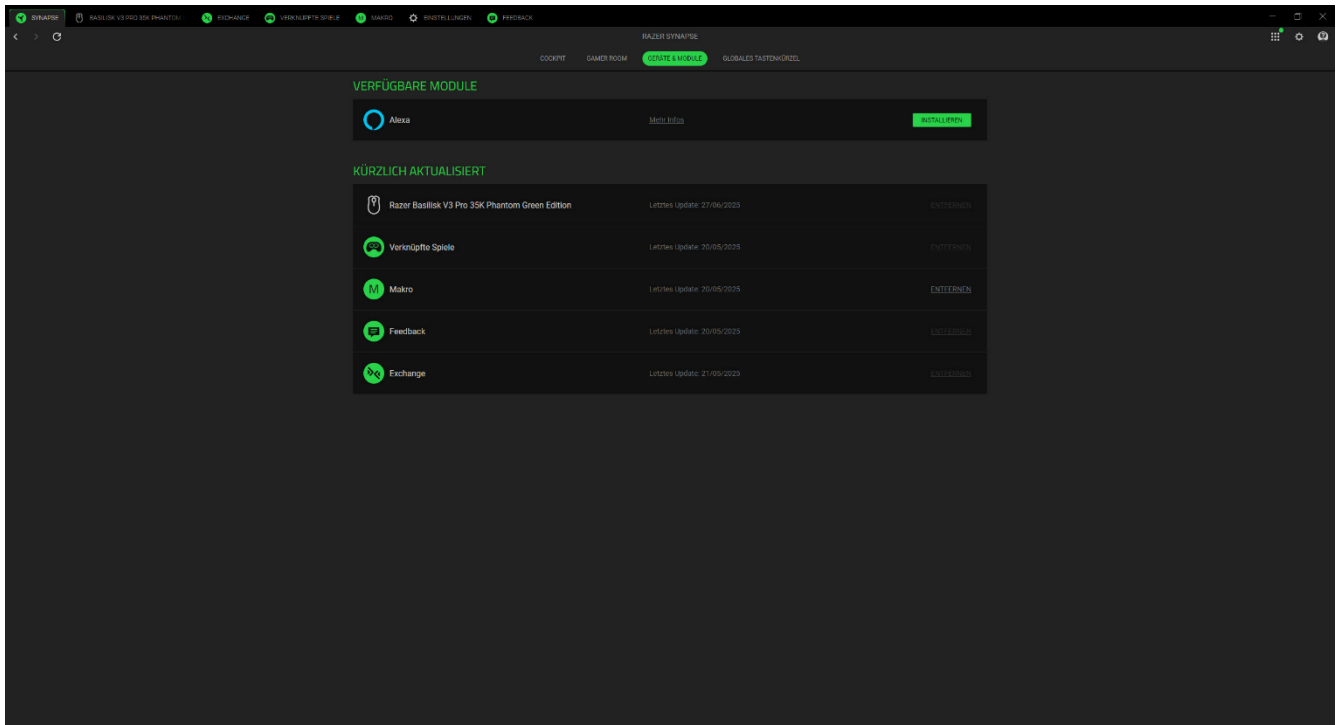 SYNAPSE BASILISK V3 PRO 35K PHANTOM EXCHANGE VERKNÜPFTE SPIELE MAKRO EINSTELLUNGEN FEEDBACK
RAZER SYNAPSE
COCKPIT GAMER ROOM GERÄTE & MODULE GLOBALES TASTENKÜRZEL
VERFÜGBARE MODULE
Alexa Mehr Infos INSTALLIEREN
KÜRZLICH AKTUALISIERT
Razer Basilisk V3 Pro 35K Phantom Green Edition Letztes Update: 27/06/2025 ENTFERNEN
Verknüpfte Spiele Letztes Update: 20/05/2025 ENTFERNEN
M Makro Letztes Update: 20/05/2025 ENTFERNEN
Feedback Letztes Update: 20/05/2025 ENTFERNEN
Exchange Letztes Update: 21/05/2025 ENTFERNEN